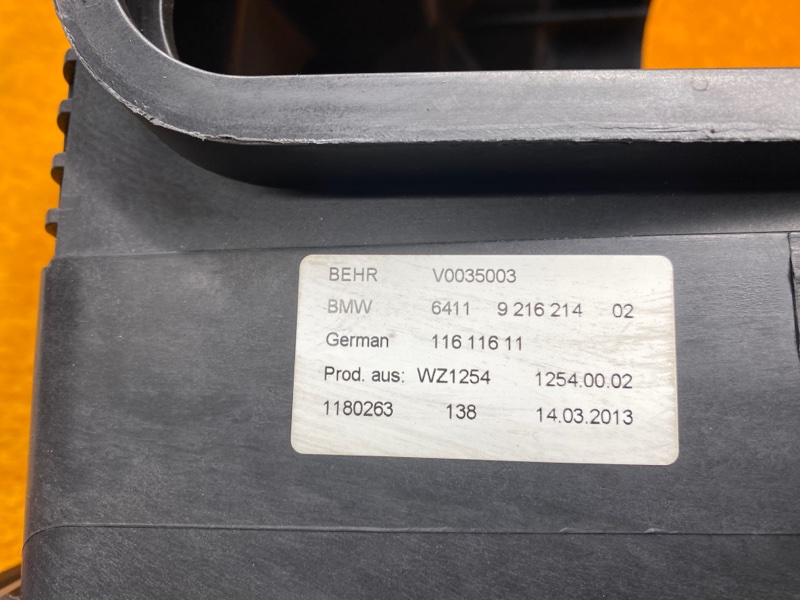 BEHR V0035003
BMW 6411 9 216 214 02
German 116 116 11
Prod. aus: WZ1254 1254.00.02
1180263 138 14.03.2013